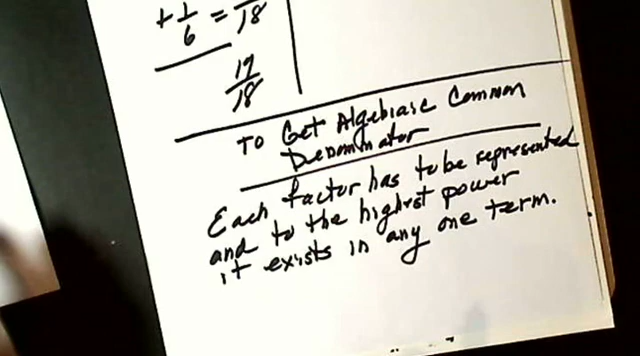 + 1/6 = /18
19/18
To Get Algebraic Common
Denominator
Each factor has to be represented
and to the highest power
it exists in any one term.